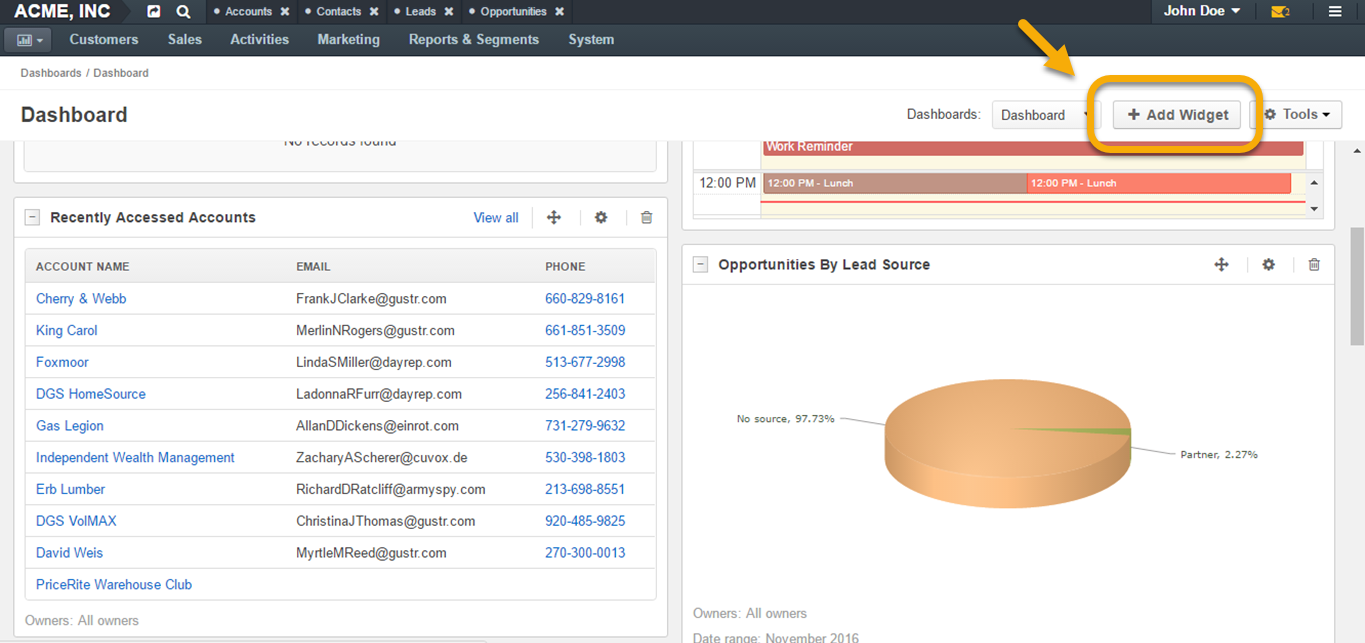 ACME, INC Accounts Contacts Leads Opportunities John Doe 2
Customers Sales Activities Marketing Reports & Segments System
Dashboards / Dashboard
Dashboard Dashboards: Dashboard + Add Widget Tools
No records found
Work Reminder
12:00 PM 12:00 PM - Lunch 12:00 PM - Lunch
Recently Accessed Accounts View all
ACCOUNT NAME EMAIL PHONE
Cherry & Webb FrankJClarke@gustr.com 660-829-8161
King Carol MerlinNRogers@gustr.com 661-851-3509
Foxmoor LindaSMiller@dayrep.com 513-677-2998
DGS HomeSource LadonnaRFurr@dayrep.com 256-841-2403
Gas Legion AllanDDickens@einrot.com 731-279-9632
Independent Wealth Management ZacharyAScherer@cuvox.de 530-398-1803
Erb Lumber RichardDRatcliff@armyspy.com 213-698-8551
DGS VolMAX ChristinaJThomas@gustr.com 920-485-9825
David Weis MyrtleMReed@gustr.com 270-300-0013
PriceRite Warehouse Club
Owners: All owners
Opportunities By Lead Source
No source, 97.73%
Partner, 2.27%
Owners: All owners
Date range: November 2016